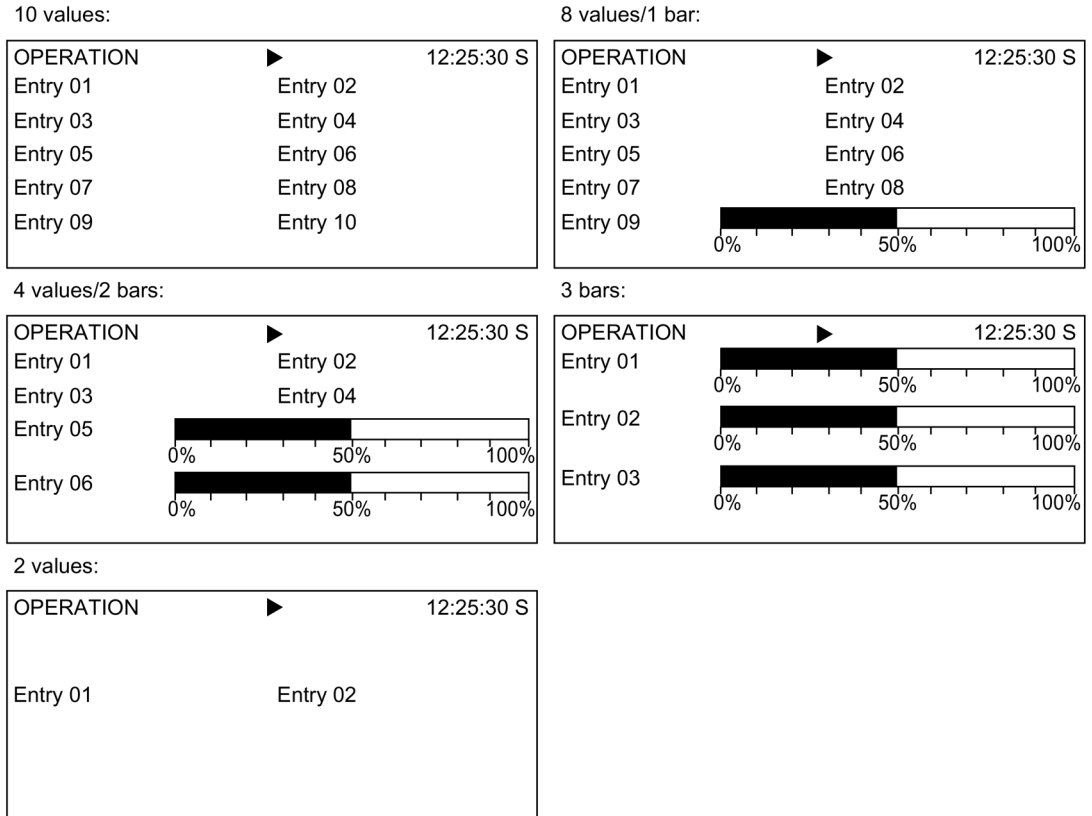 10 values:
OPERATION ▶ 12:25:30 S
Entry 01 Entry 02
Entry 03 Entry 04
Entry 05 Entry 06
Entry 07 Entry 08
Entry 09 Entry 10
8 values/1 bar:
OPERATION ▶ 12:25:30 S
Entry 01 Entry 02
Entry 03 Entry 04
Entry 05 Entry 06
Entry 07 Entry 08
Entry 09
0% 50% 100%
4 values/2 bars:
OPERATION ▶ 12:25:30 S
Entry 01 Entry 02
Entry 03 Entry 04
Entry 05
0% 50% 100%
Entry 06
0% 50% 100%
3 bars:
OPERATION ▶ 12:25:30 S
Entry 01
0% 50% 100%
Entry 02
0% 50% 100%
Entry 03
0% 50% 100%
2 values:
OPERATION ▶ 12:25:30 S
Entry 01 Entry 02